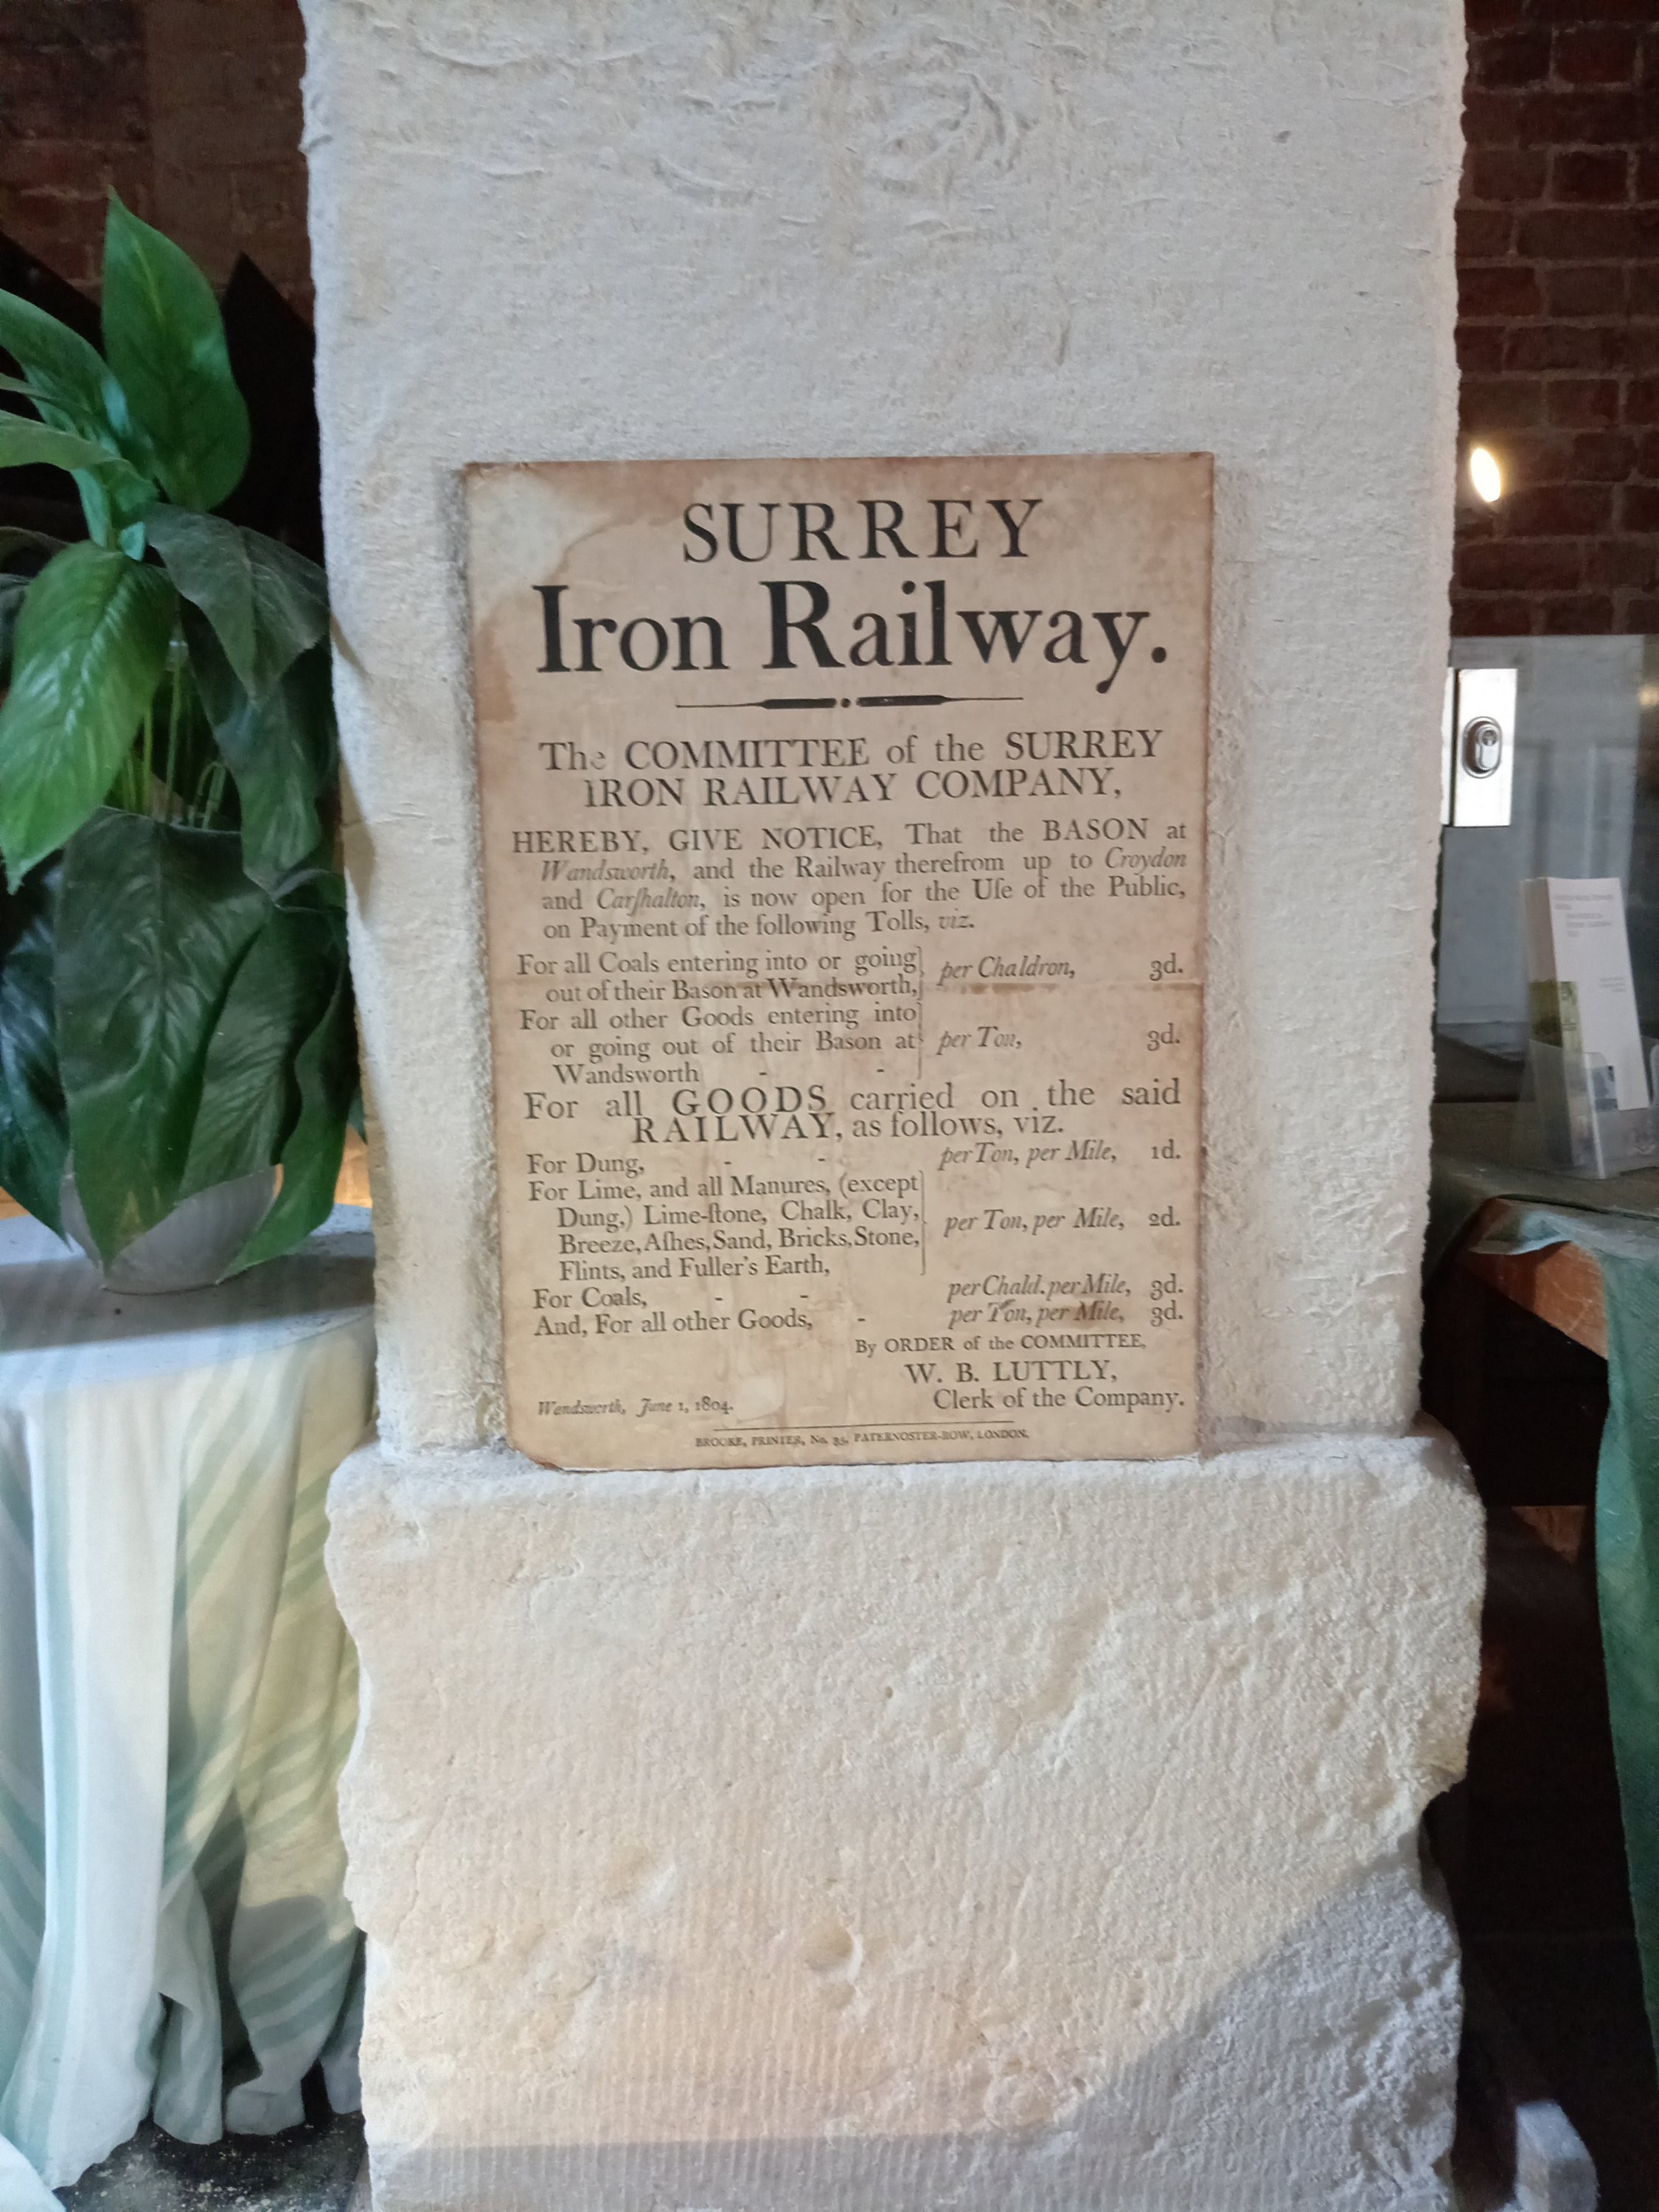 SURREY
Iron Railway.
The COMMITTEE of the SURREY
IRON RAILWAY COMPANY,
HEREBY, GIVE NOTICE, That the BASON at
Wandsworth, and the Railway therefrom up to Croydon
and Carſhalton, is now open for the Uſe of the Public,
on Payment of the following Tolls, viz.
For all Coals entering into or going
out of their Bason at Wandsworth, } per Chaldron, 3d.
For all other Goods entering into
or going out of their Bason at } per Ton, 3d.
Wandsworth - -
For all GOODS carried on the said
RAILWAY, as follows, viz.
For Dung, - - per Ton, per Mile, 1d.
For Lime, and all Manures, (except
Dung,) Lime-ſtone, Chalk, Clay,
Breeze, Aſhes, Sand, Bricks, Stone, } per Ton, per Mile, 2d.
Flints, and Fuller's Earth,
For Coals, - - per Chald. per Mile, 3d.
And, For all other Goods, - per Ton, per Mile, 3d.
By ORDER of the COMMITTEE,
W. B. LUTTLY,
Clerk of the Company.
Wandsworth, June 1, 1804.
BROOKE, PRINTER, No. 35, PATERNOSTER-ROW, LONDON.